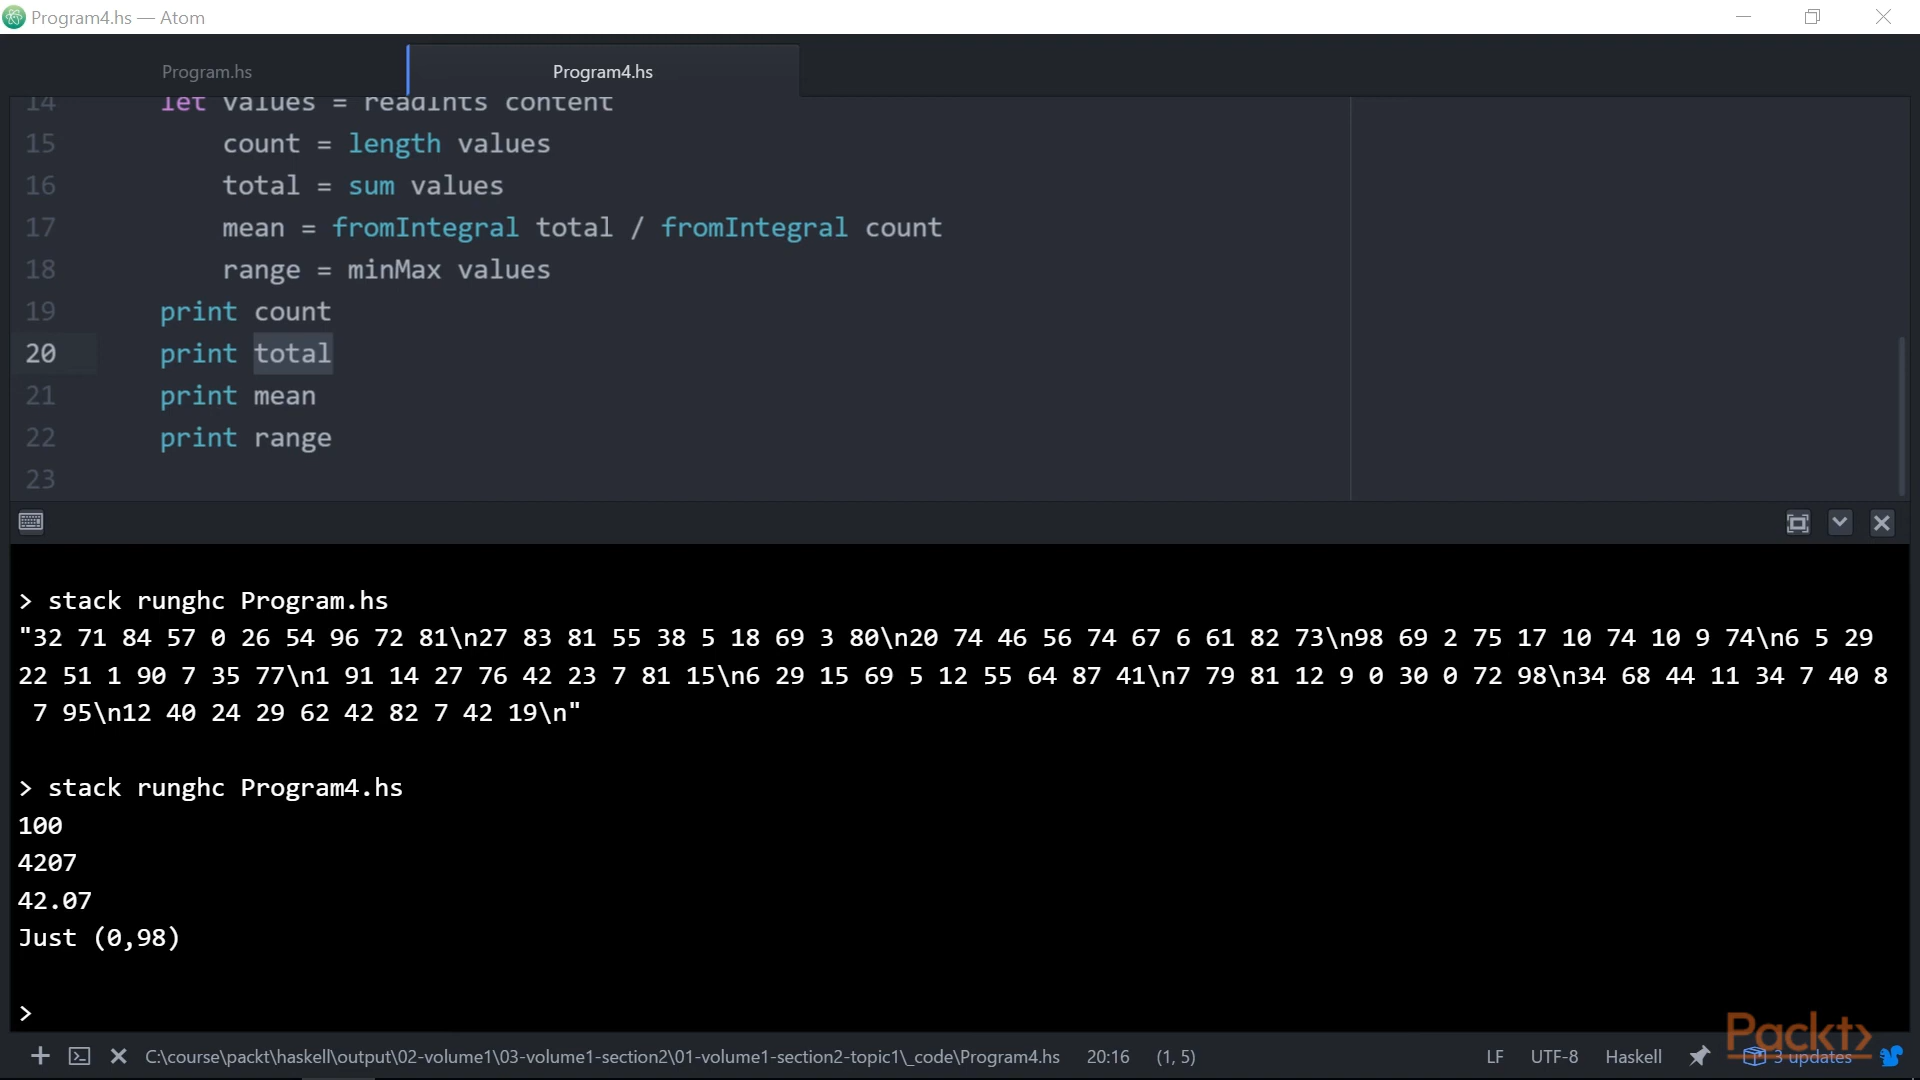 Program4.hs — Atom
Program.hs
Program4.hs
14 let values = readInts content
15 count = length values
16 total = sum values
17 mean = fromIntegral total / fromIntegral count
18 range = minMax values
19 print count
20 print total
21 print mean
22 print range
23
> stack runghc Program.hs
"32 71 84 57 0 26 54 96 72 81\n27 83 81 55 38 5 18 69 3 80\n20 74 46 56 74 67 6 61 82 73\n98 69 2 75 17 10 74 10 9 74\n6 5 29
22 51 1 90 7 35 77\n1 91 14 27 76 42 23 7 81 15\n6 29 15 69 5 12 55 64 87 41\n7 79 81 12 9 0 30 0 72 98\n34 68 44 11 34 7 40 8
7 95\n12 40 24 29 62 42 82 7 42 19\n"
> stack runghc Program4.hs
100
4207
42.07
Just (0,98)
>
Packt>
C:\course\packt\haskell\output\02-volume1\03-volume1-section2\01-volume1-section2-topic1\_code\Program4.hs 20:16 (1, 5) LF UTF-8 Haskell 3 updates